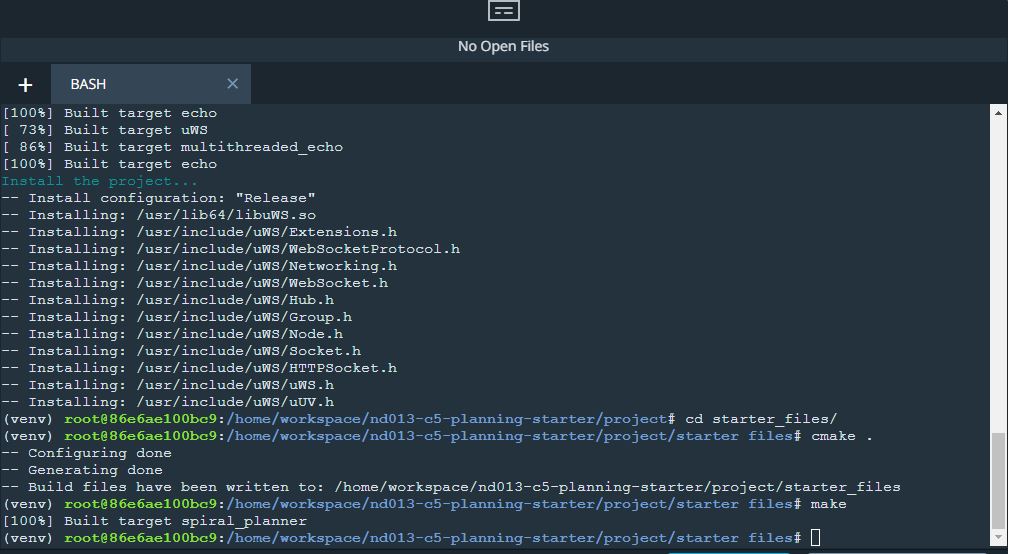 No Open Files
+ BASH ×
[100%] Built target echo
[ 73%] Built target uWS
[ 86%] Built target multithreaded_echo
[100%] Built target echo
Install the project...
-- Install configuration: "Release"
-- Installing: /usr/lib64/libuWS.so
-- Installing: /usr/include/uWS/Extensions.h
-- Installing: /usr/include/uWS/WebSocketProtocol.h
-- Installing: /usr/include/uWS/Networking.h
-- Installing: /usr/include/uWS/WebSocket.h
-- Installing: /usr/include/uWS/Hub.h
-- Installing: /usr/include/uWS/Group.h
-- Installing: /usr/include/uWS/Node.h
-- Installing: /usr/include/uWS/Socket.h
-- Installing: /usr/include/uWS/HTTPSocket.h
-- Installing: /usr/include/uWS/uWS.h
-- Installing: /usr/include/uWS/uUV.h
(venv) root@86e6ae100bc9:/home/workspace/nd013-c5-planning-starter/project# cd starter_files/
(venv) root@86e6ae100bc9:/home/workspace/nd013-c5-planning-starter/project/starter files# cmake .
-- Configuring done
-- Generating done
-- Build files have been written to: /home/workspace/nd013-c5-planning-starter/project/starter_files
(venv) root@86e6ae100bc9:/home/workspace/nd013-c5-planning-starter/project/starter files# make
[100%] Built target spiral_planner
(venv) root@86e6ae100bc9:/home/workspace/nd013-c5-planning-starter/project/starter files#